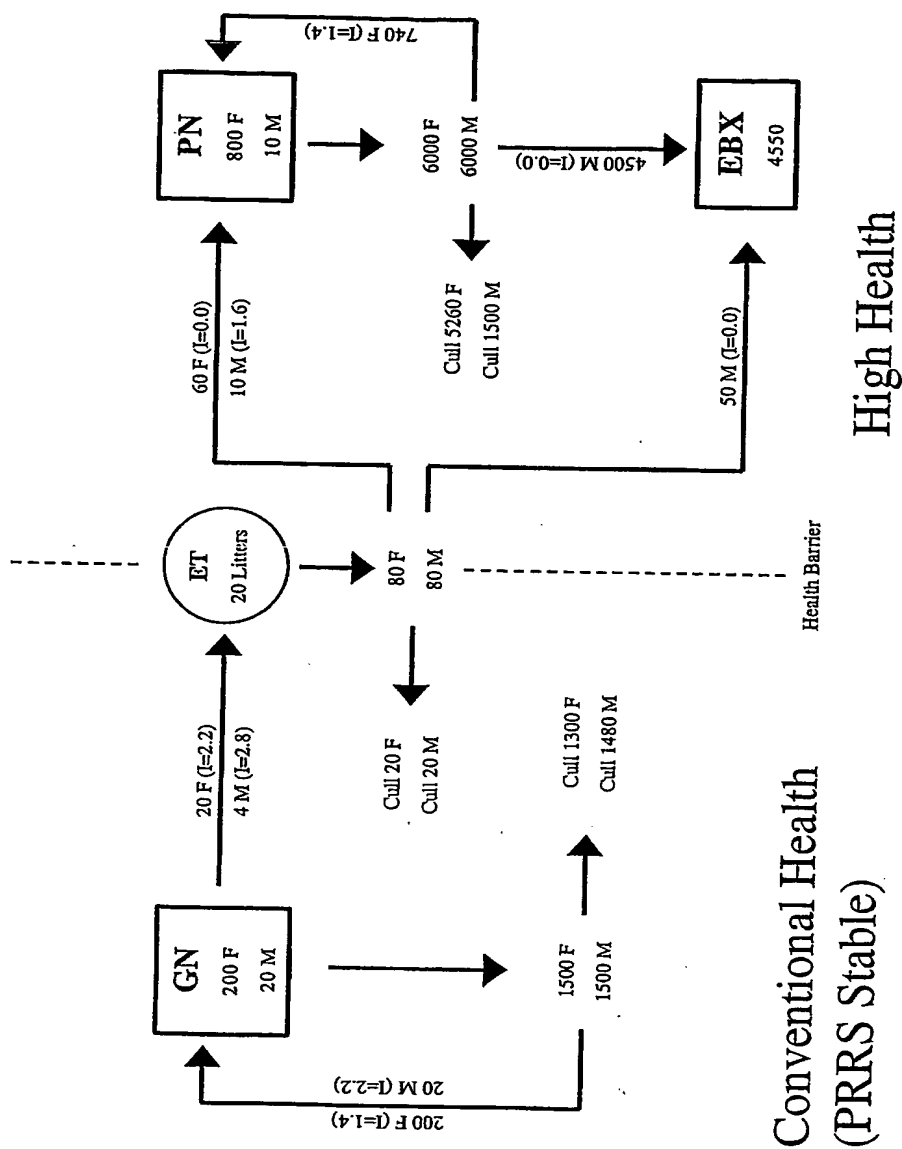 GN
200 F
20 M
20 F (I=2.2)
4 M (I=2.8)
ET
20 Litters
60 F (I=0.0)
10 M (I=1.6)
PN
800 F
10 M
740 F (I=1.4)
200 F (I=1.4)
20 M (I=2.2)
1500 F
1500 M
Cull 1300 F
Cull 1480 M
Cull 20 F
Cull 20 M
80 F
80 M
Cull 5260 F
Cull 1500 M
6000 F
6000 M
4500 M (I=0.0)
50 M (I=0.0)
EBX
4550
Health Barrier
Conventional Health
(PRRS Stable)
High Health